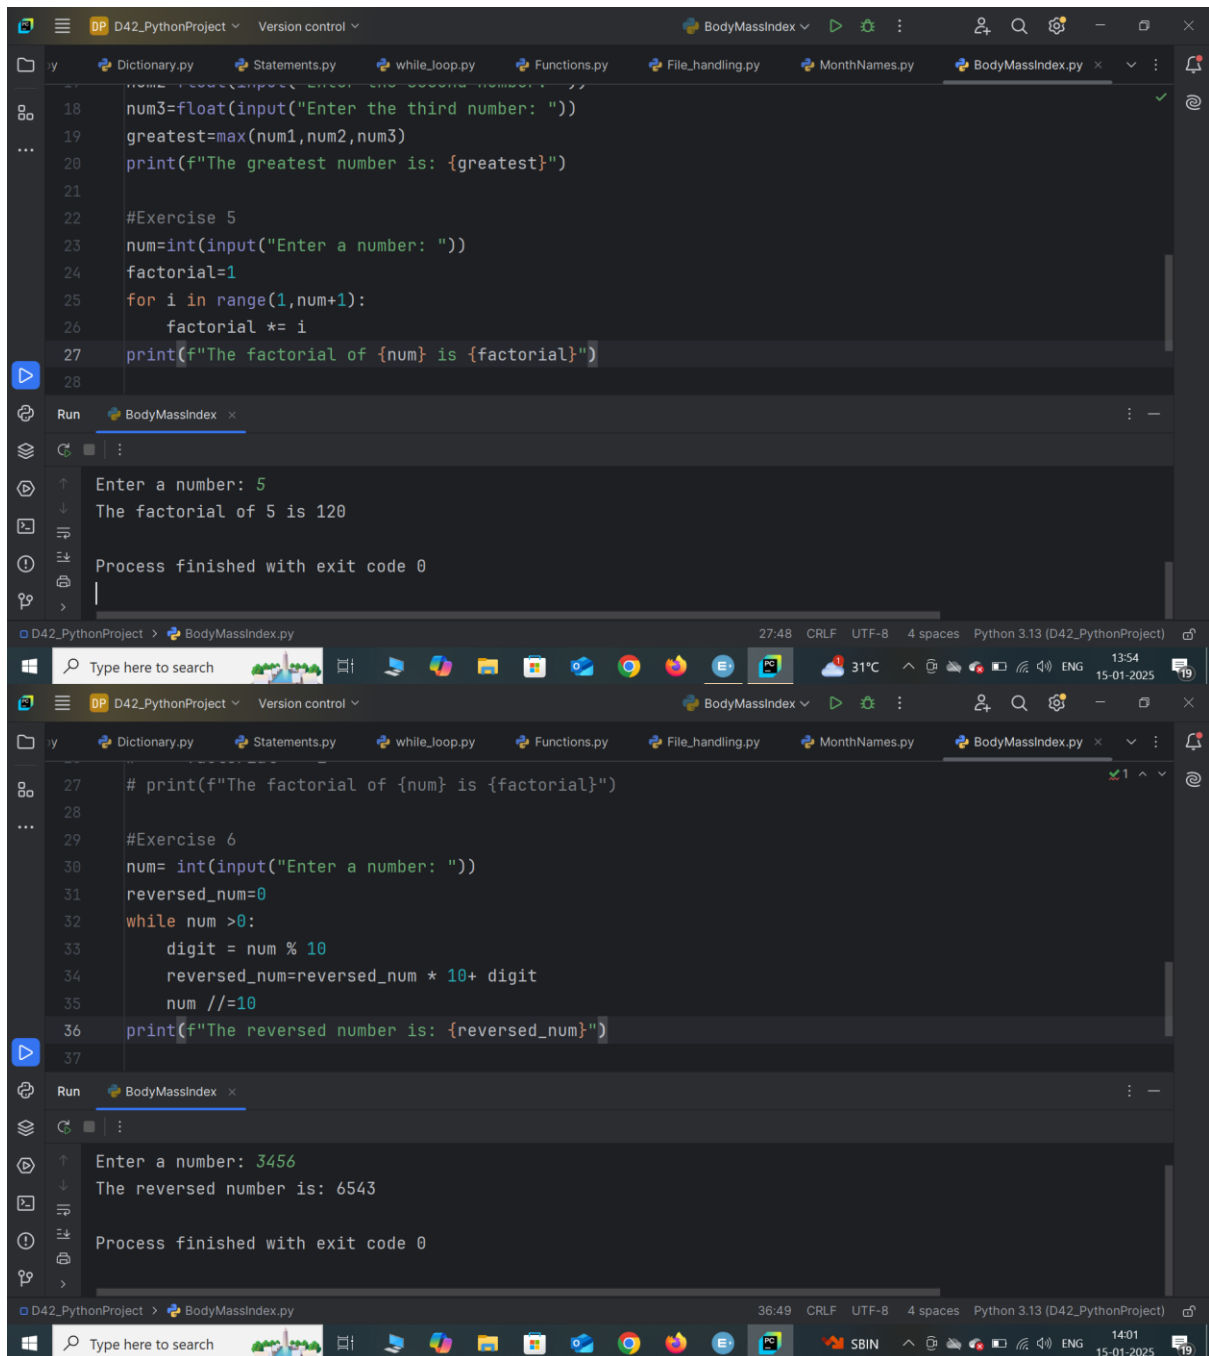 DP D42_PythonProject Version control BodyMassIndex
y Dictionary.py Statements.py while_loop.py Functions.py File_handling.py MonthNames.py BodyMassIndex.py
18 num3=float(input("Enter the third number: "))
19 greatest=max(num1,num2,num3)
20 print(f"The greatest number is: {greatest}")
21
22 #Exercise 5
23 num=int(input("Enter a number: "))
24 factorial=1
25 for i in range(1,num+1):
26 factorial *= i
27 print(f"The factorial of {num} is {factorial}")
28
Run BodyMassIndex
Enter a number: 5
The factorial of 5 is 120
Process finished with exit code 0
D42_PythonProject > BodyMassIndex.py 27:48 CRLF UTF-8 4 spaces Python 3.13 (D42_PythonProject)
Type here to search 31°C ENG 13:54
15-01-2025 19
DP D42_PythonProject Version control BodyMassIndex
y Dictionary.py Statements.py while_loop.py Functions.py File_handling.py MonthNames.py BodyMassIndex.py
27 # print(f"The factorial of {num} is {factorial}") 1
28
29 #Exercise 6
30 num= int(input("Enter a number: "))
31 reversed_num=0
32 while num >0:
33 digit = num % 10
34 reversed_num=reversed_num * 10+ digit
35 num //=10
36 print(f"The reversed number is: {reversed_num}")
37
Run BodyMassIndex
Enter a number: 3456
The reversed number is: 6543
Process finished with exit code 0
D42_PythonProject > BodyMassIndex.py 36:49 CRLF UTF-8 4 spaces Python 3.13 (D42_PythonProject)
Type here to search SBIN ENG 14:01
15-01-2025 19